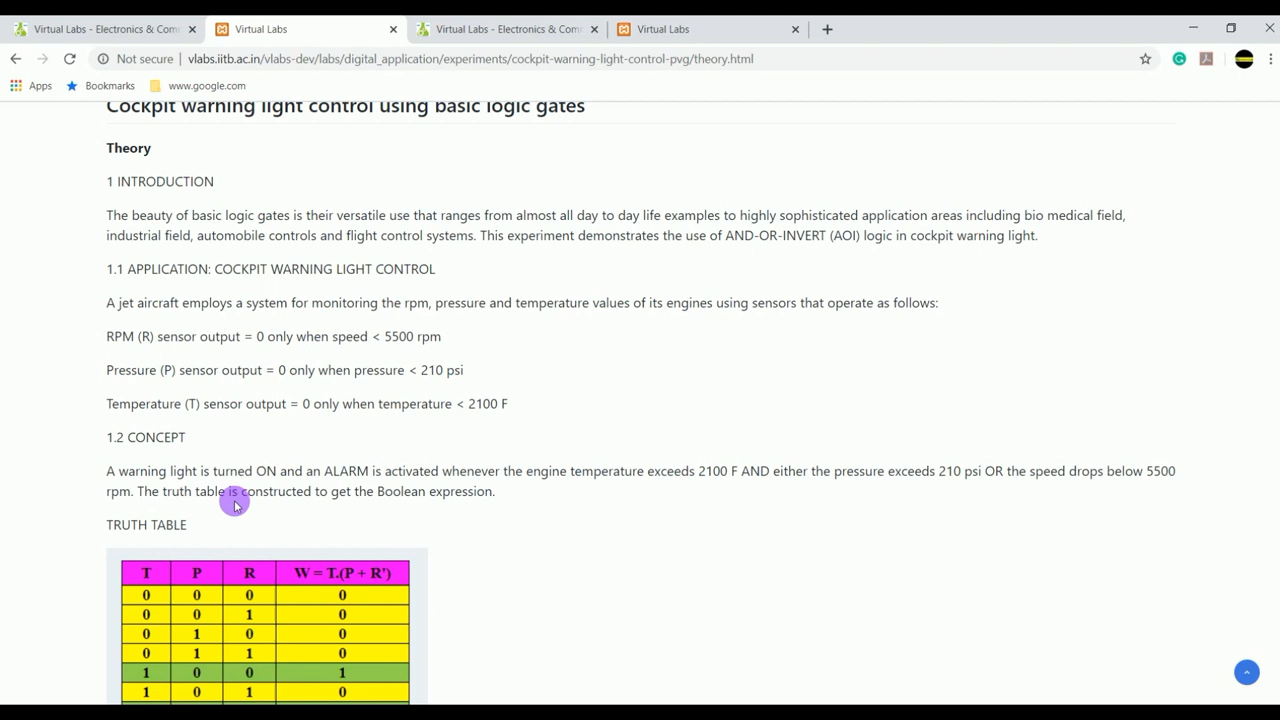 Virtual Labs - Electronics & Com
Virtual Labs
Virtual Labs - Electronics & Com
Virtual Labs
Not secure | vlabs.iitb.ac.in/vlabs-dev/labs/digital_application/experiments/cockpit-warning-light-control-pvg/theory.html
Apps Bookmarks www.google.com
Cockpit warning light control using basic logic gates
Theory
1 INTRODUCTION
The beauty of basic logic gates is their versatile use that ranges from almost all day to day life examples to highly sophisticated application areas including bio medical field,
industrial field, automobile controls and flight control systems. This experiment demonstrates the use of AND-OR-INVERT (AOI) logic in cockpit warning light.
1.1 APPLICATION: COCKPIT WARNING LIGHT CONTROL
A jet aircraft employs a system for monitoring the rpm, pressure and temperature values of its engines using sensors that operate as follows:
RPM (R) sensor output = 0 only when speed < 5500 rpm
Pressure (P) sensor output = 0 only when pressure < 210 psi
Temperature (T) sensor output = 0 only when temperature < 2100 F
1.2 CONCEPT
A warning light is turned ON and an ALARM is activated whenever the engine temperature exceeds 2100 F AND either the pressure exceeds 210 psi OR the speed drops below 5500
rpm. The truth table is constructed to get the Boolean expression.
TRUTH TABLE
T P R W = T.(P + R')
0 0 0 0
0 0 1 0
0 1 0 0
0 1 1 0
1 0 0 1
1 0 1 0